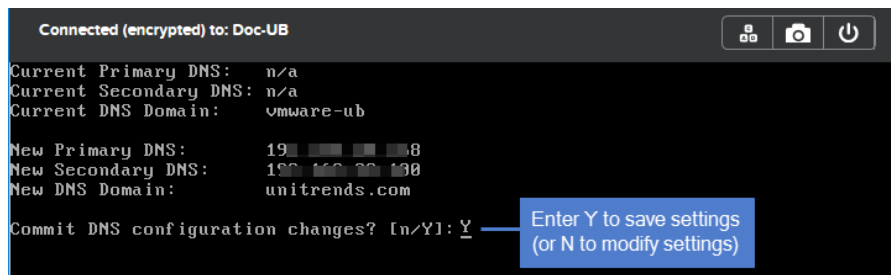 Connected (encrypted) to: Doc-UB
Current Primary DNS: n/a
Current Secondary DNS: n/a
Current DNS Domain: vmware-ub
New Primary DNS:
New Secondary DNS:
New DNS Domain: unitrends.com
Commit DNS configuration changes? [n/Y]: Y
Enter Y to save settings
(or N to modify settings)